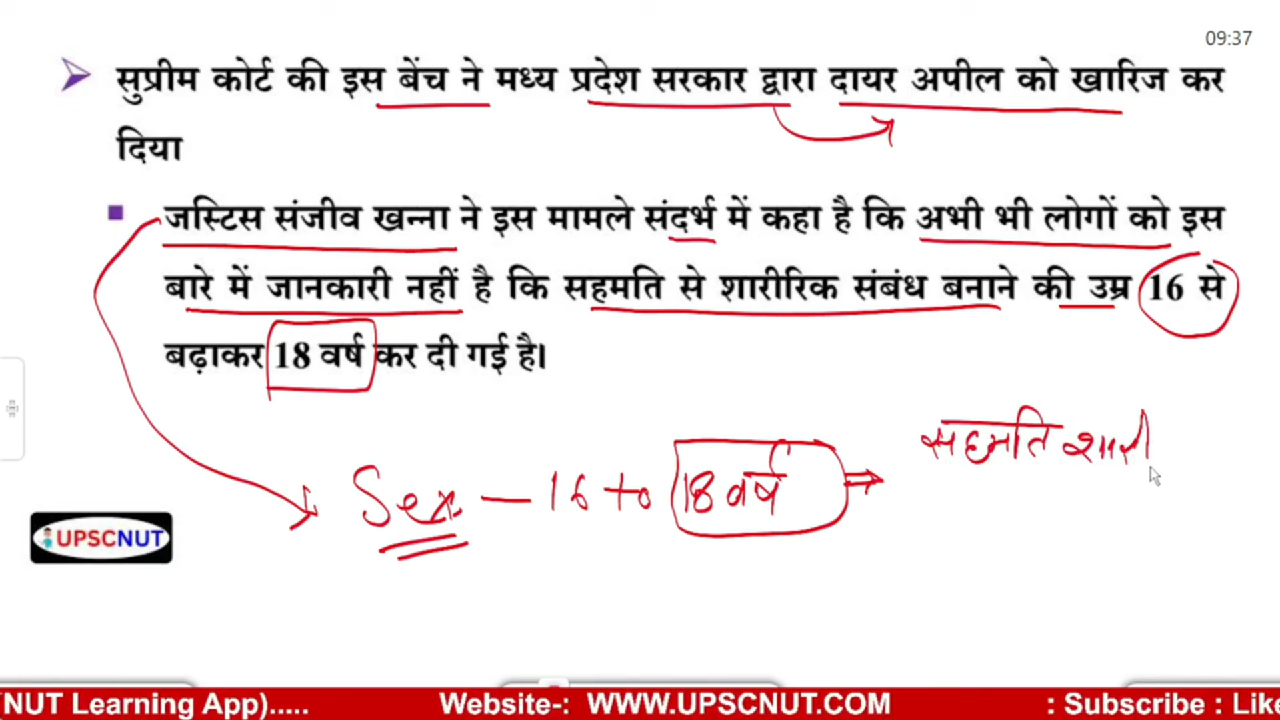 09:37
सुप्रीम कोर्ट की इस बेंच ने मध्य प्रदेश सरकार द्वारा दायर अपील को खारिज कर
दिया
जस्टिस संजीव खन्ना ने इस मामले संदर्भ में कहा है कि अभी भी लोगों को इस
बारे में जानकारी नहीं है कि सहमति से शारीरिक संबंध बनाने की उम्र 16 से
बढ़ाकर 18 वर्ष कर दी गई है।
सहमति शारी
Sex - 16 to 18 वर्ष
UPSCNUT
(NUT Learning App)..... Website-: WWW.UPSCNUT.COM : Subscribe : Like